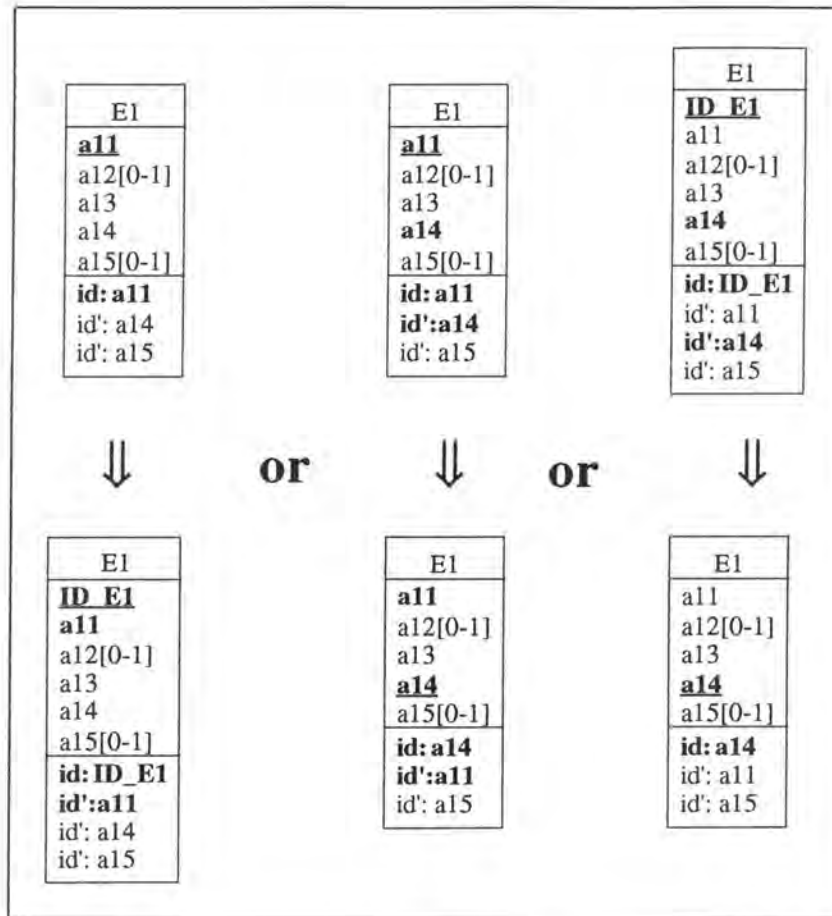 E1
a11
a12[0-1]
a13
a14
a15[0-1]
id: a11
id': a14
id': a15
E1
a11
a12[0-1]
a13
a14
a15[0-1]
id: a11
id':a14
id': a15
E1
ID_E1
a11
a12[0-1]
a13
a14
a15[0-1]
id: ID_E1
id': a11
id':a14
id': a15
⇓ or ⇓ or ⇓
E1
ID_E1
a11
a12[0-1]
a13
a14
a15[0-1]
id: ID_E1
id':a11
id': a14
id': a15
E1
a11
a12[0-1]
a13
a14
a15[0-1]
id: a14
id':a11
id': a15
E1
a11
a12[0-1]
a13
a14
a15[0-1]
id: a14
id': a11
id': a15